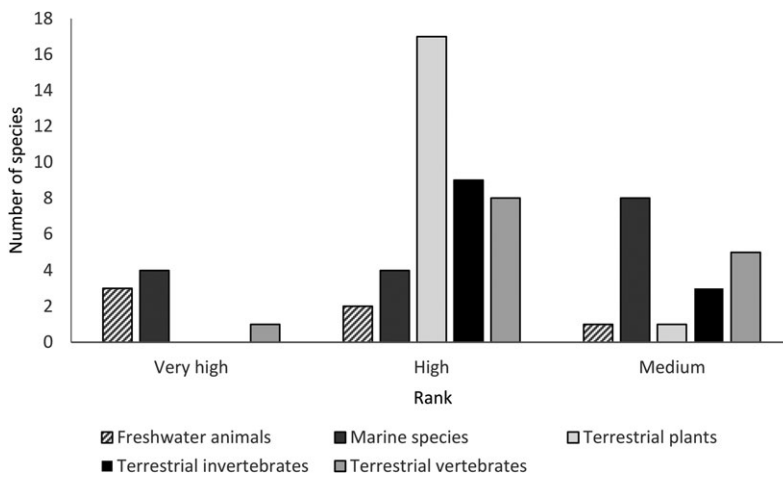 Number of species
18
16
14
12
10
8
6
4
2
0
Very high High Medium
Rank
Freshwater animals Marine species Terrestrial plants
Terrestrial invertebrates Terrestrial vertebrates